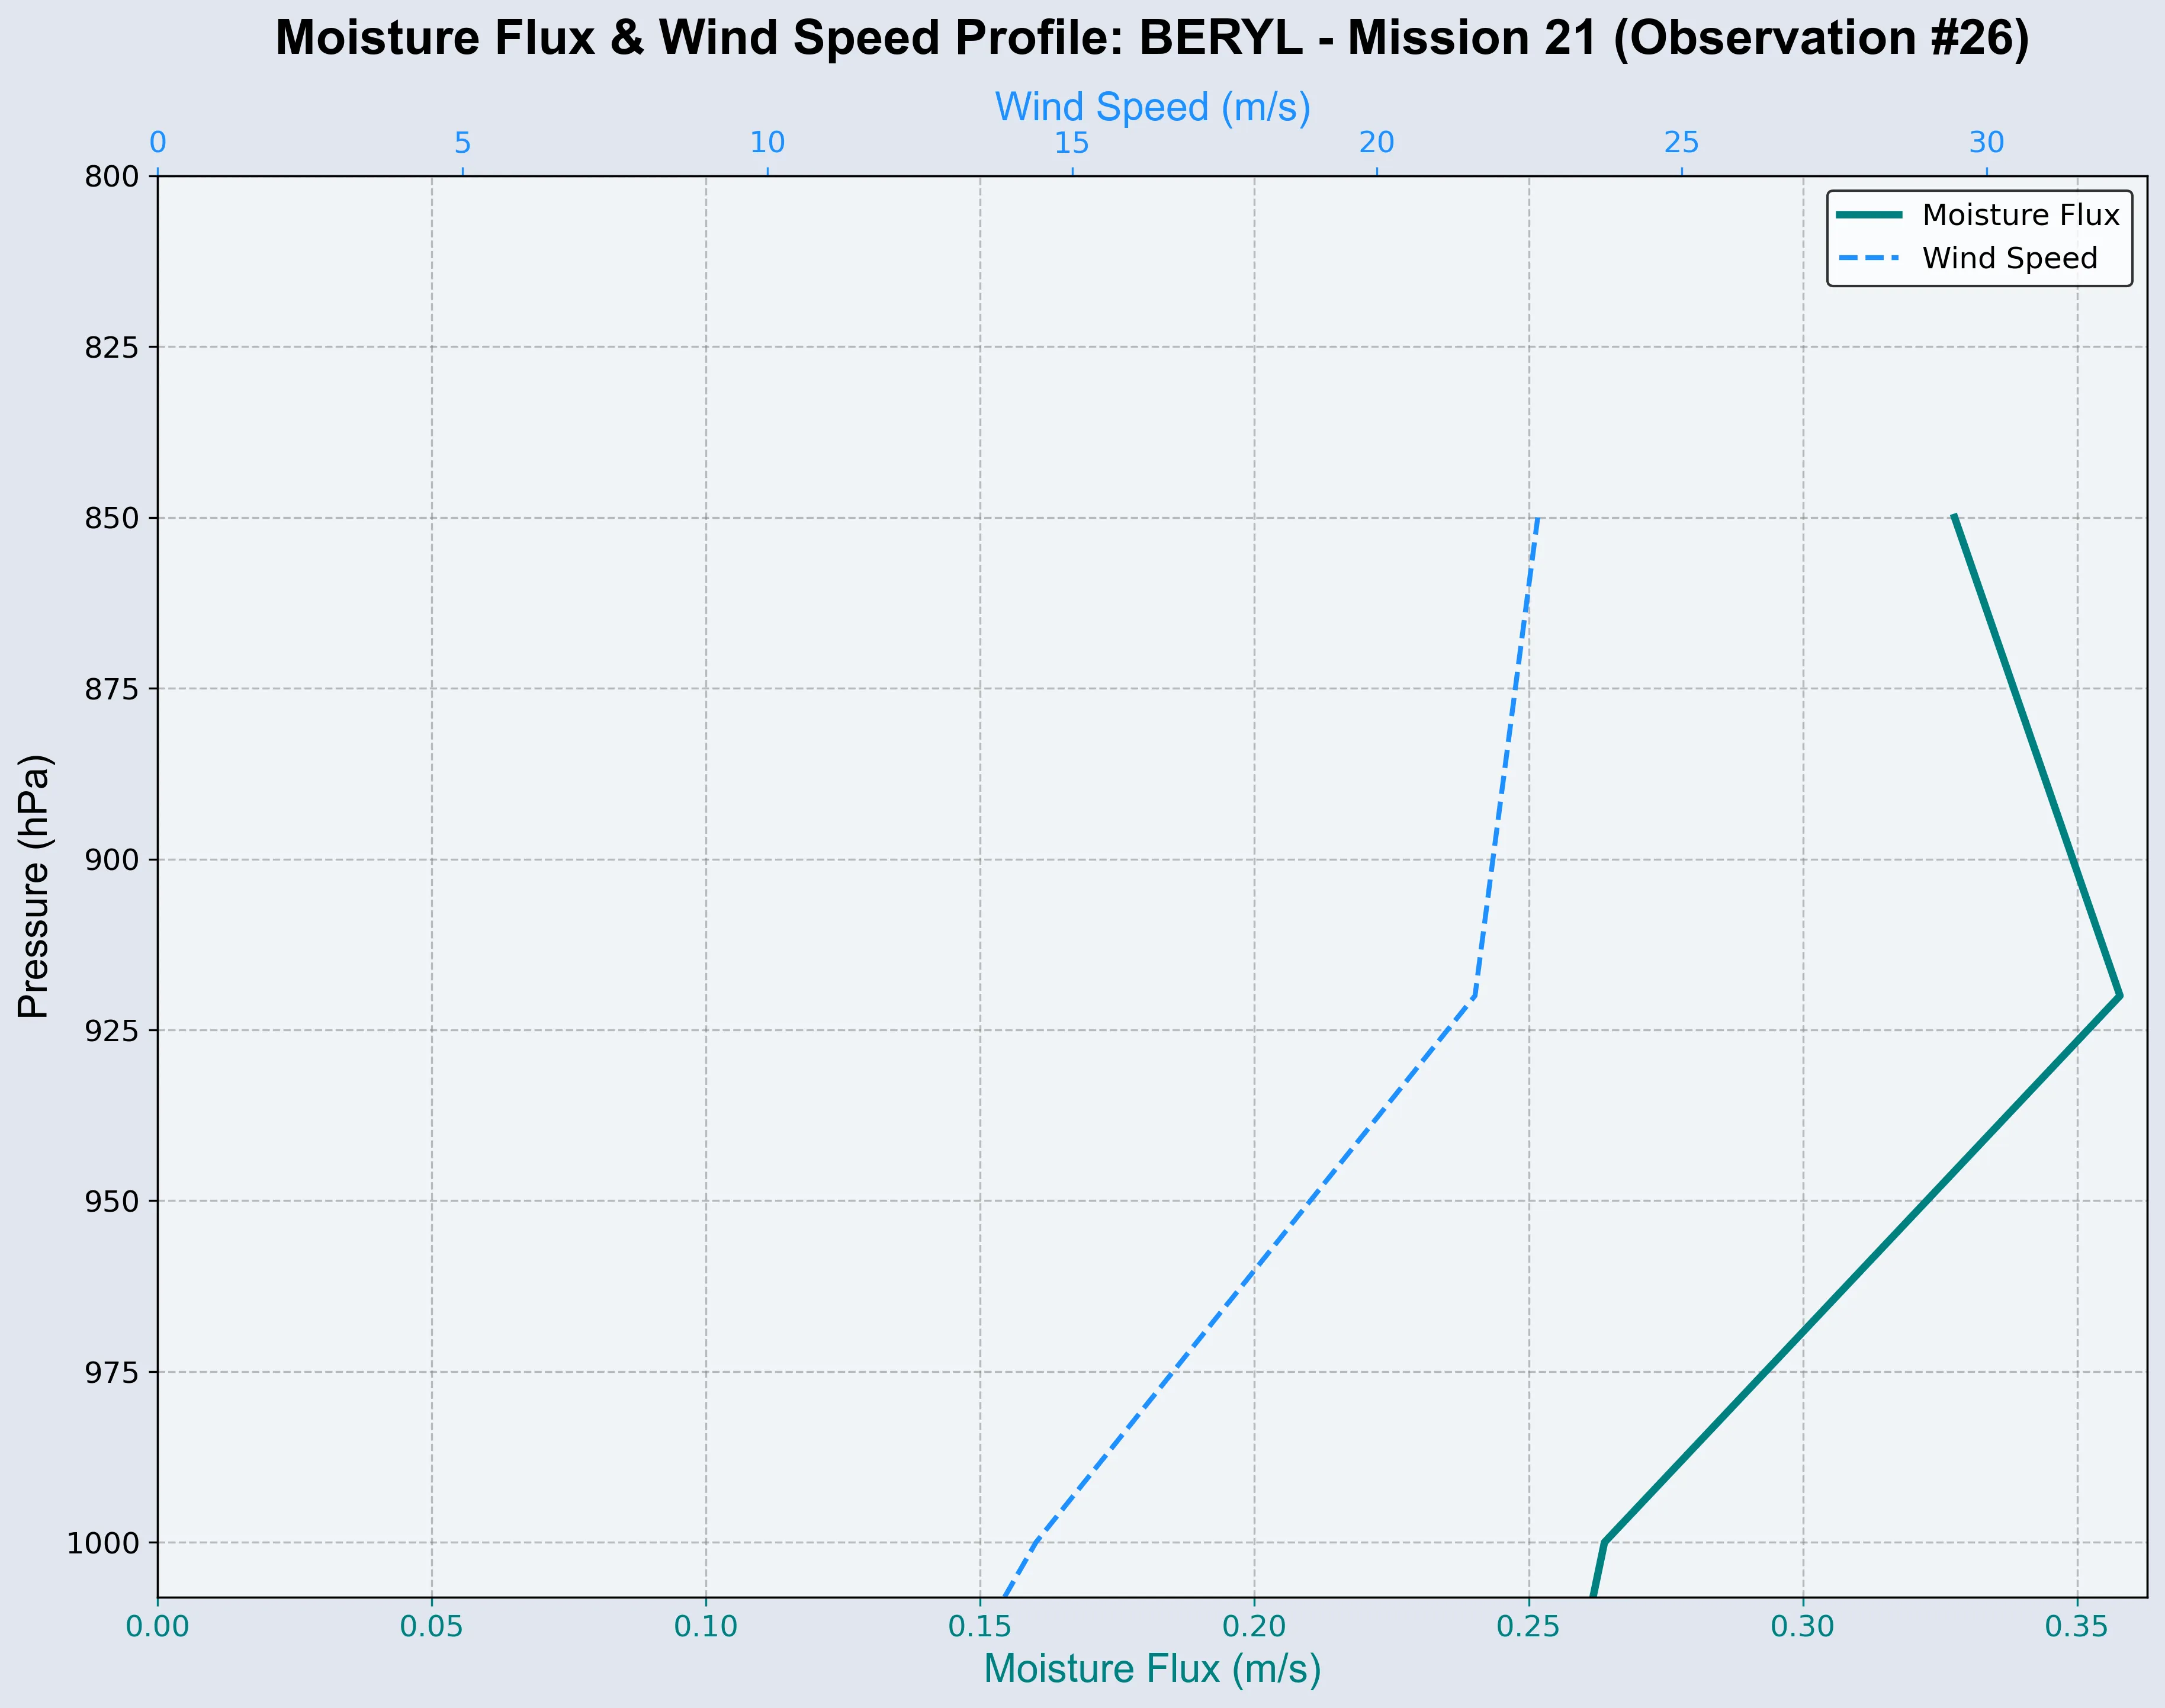 Moisture Flux & Wind Speed Profile: BERYL - Mission 21 (Observation #26)
Wind Speed (m/s)
0 5 10 15 20 25 30
Moisture Flux
Wind Speed
800
825
850
875
900
925
950
975
1000
Pressure (hPa)
0.00 0.05 0.10 0.15 0.20 0.25 0.30 0.35
Moisture Flux (m/s)